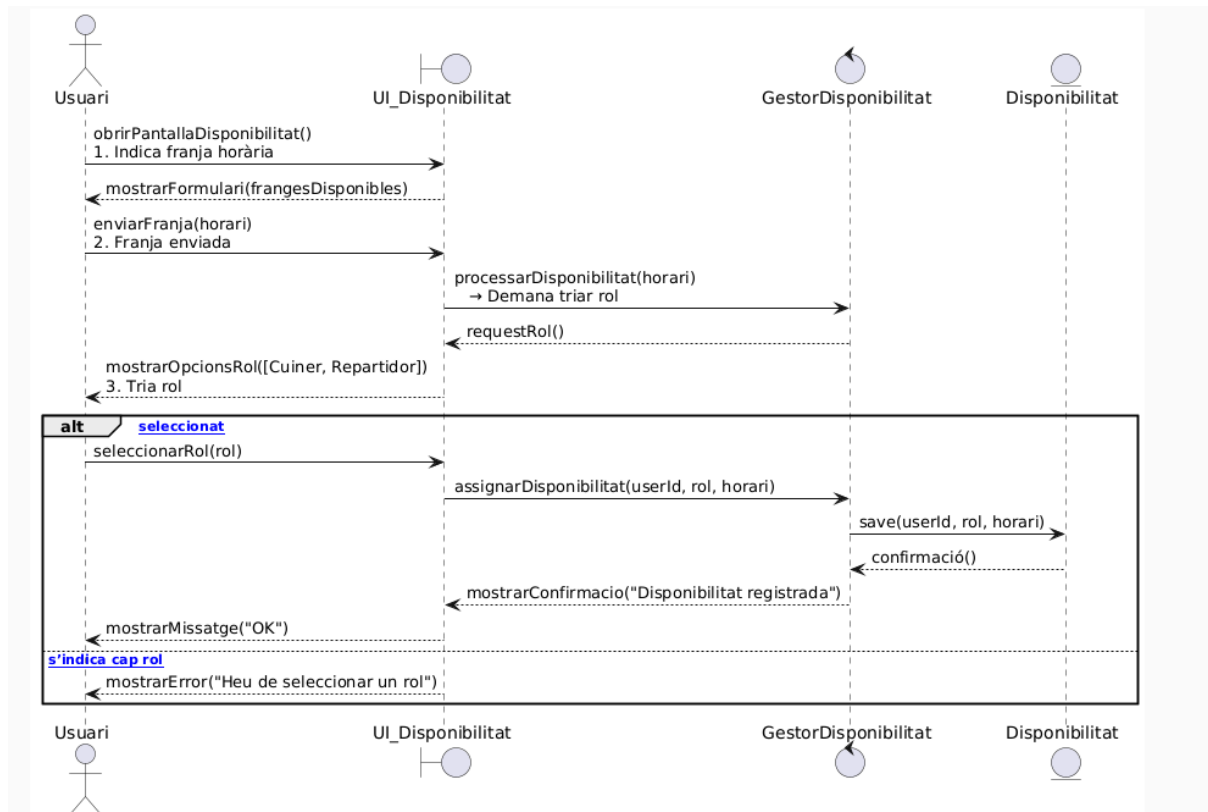 Usuari
UI_Disponibilitat
GestorDisponibilitat
Disponibilitat
obrirPantallaDisponibilitat()
1. Indica franja horària
mostrarFormulari(frangesDisponibles)
enviarFranja(horari)
2. Franja enviada
processarDisponibilitat(horari)
→ Demana triar rol
requestRol()
mostrarOpcionsRol([Cuiner, Repartidor])
3. Tria rol
alt seleccionat
seleccionarRol(rol)
assignarDisponibilitat(userId, rol, horari)
save(userId, rol, horari)
confirmació()
mostrarConfirmacio("Disponibilitat registrada")
mostrarMissatge("OK")
s’indica cap rol
mostrarError("Heu de seleccionar un rol")
Usuari
UI_Disponibilitat
GestorDisponibilitat
Disponibilitat